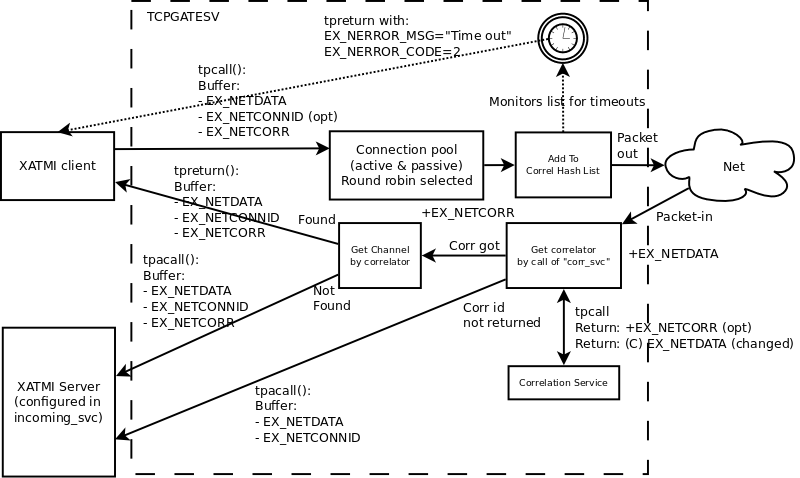 TCPGATESV
tpreturn with:
EX_NERROR_MSG="Time out"
EX_NERROR_CODE=2
tpcall():
Buffer:
- EX_NETDATA
- EX_NETCONNID (opt)
- EX_NETCORR
Monitors list for timeouts
XATMI client
Connection pool
(active & passive)
Round robin selected
Add To
Correl Hash List
Packet
out
Net
tpreturn():
Buffer:
- EX_NETDATA
- EX_NETCONNID
- EX_NETCORR
Found
+EX_NETCORR
Packet-in
Get Channel
by correlator
Corr got
Get correlator
by call of "corr_svc"
+EX_NETDATA
tpacall():
Buffer:
- EX_NETDATA
- EX_NETCONNID
- EX_NETCORR
Not
Found
Corr id
not returned
tpcall
Return: +EX_NETCORR (opt)
Return: (C) EX_NETDATA (changed)
XATMI Server
(configured in
incoming_svc)
Correlation Service
tpacall():
Buffer:
- EX_NETDATA
- EX_NETCONNID